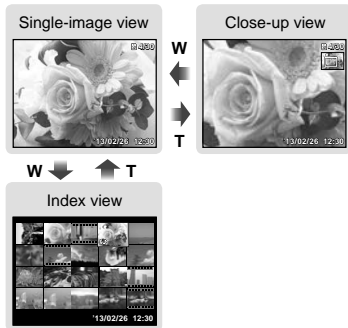 Single-image view
Close-up view
4/30
4/30
W
T
'13/02/26 12:30
'13/02/26 12:30
W
T
Index view
'13/02/26 12:30